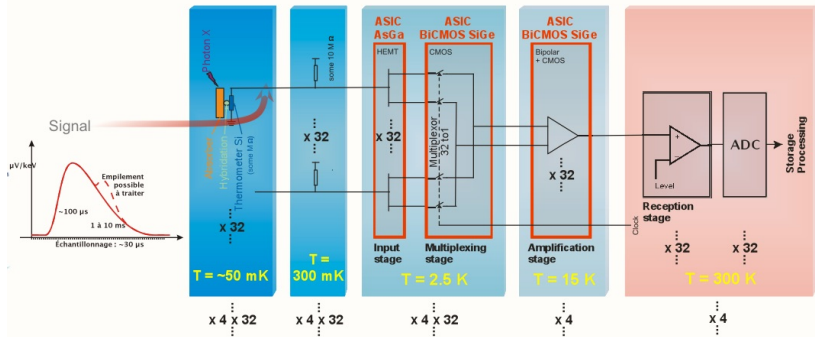 Signal
µV/keV
Empilement
possible
à traiter
~100 µs
1 à 10 ms
Échantillonnage : ~30 µs
Photon X
Hybridation
Thermometer Si
(some M Ω)
x 32
T = ~50 mK
x 4 x 32
some 10 M Ω
x 32
T =
300 mK
x 4 x 32
ASIC
AsGa
HEMT
x 32
Input
stage
ASIC
BiCMOS SiGe
CMOS
Multiplexor
32 to1
Multiplexing
stage
T = 2.5 K
x 4 x 32
ASIC
BiCMOS SiGe
Bipolar
+ CMOS
x 32
Amplification
stage
T = 15 K
x 4
+
−
Level
Reception
stage
Clock
x 32
ADC
x 32
Storage
Processing
T = 300 K
x 4